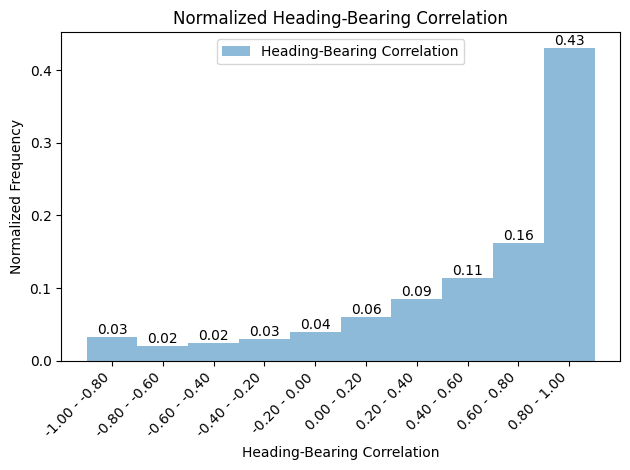 Normalized Heading-Bearing Correlation
Heading-Bearing Correlation
Normalized Frequency
0.4
0.3
0.2
0.1
0.0
0.03
0.02
0.02
0.03
0.04
0.06
0.09
0.11
0.16
0.43
-1.00 - -0.80
-0.80 - -0.60
-0.60 - -0.40
-0.40 - -0.20
-0.20 - 0.00
0.00 - 0.20
0.20 - 0.40
0.40 - 0.60
0.60 - 0.80
0.80 - 1.00
Heading-Bearing Correlation